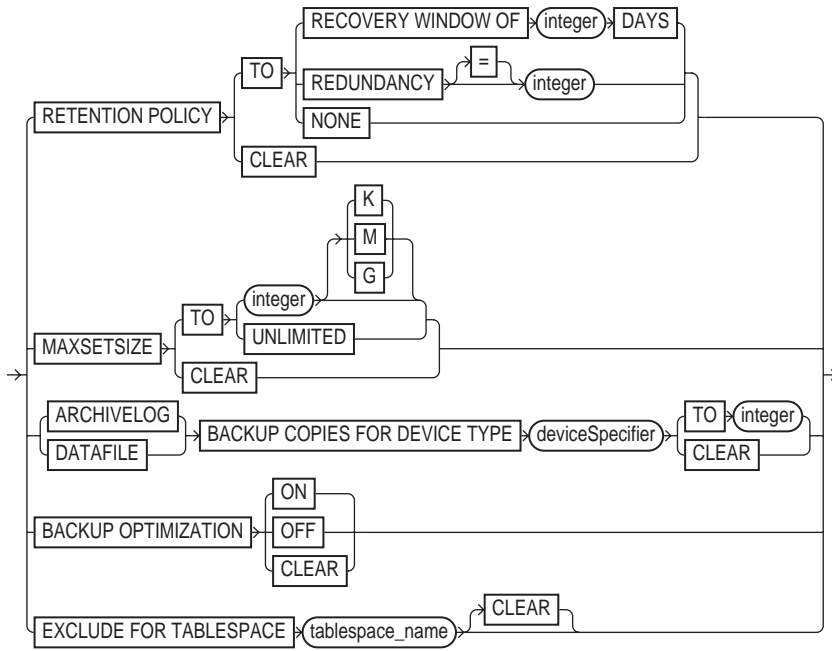 RECOVERY WINDOW OF integer DAYS
TO
=
REDUNDANCY integer
RETENTION POLICY
NONE
CLEAR
K
M
G
integer
TO
UNLIMITED
MAXSETSIZE
CLEAR
ARCHIVELOG TO integer
BACKUP COPIES FOR DEVICE TYPE deviceSpecifier
DATAFILE CLEAR
ON
BACKUP OPTIMIZATION OFF
CLEAR
CLEAR
EXCLUDE FOR TABLESPACE tablespace_name